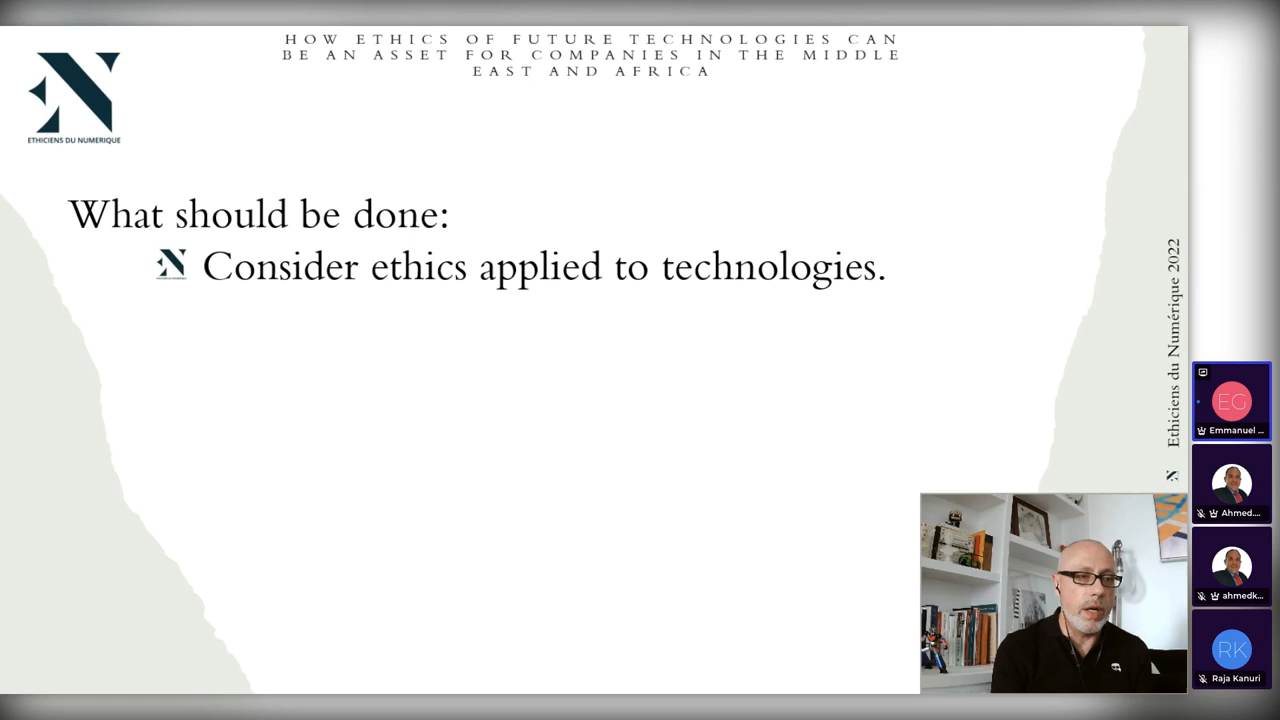 HOW ETHICS OF FUTURE TECHNOLOGIES CAN
BE AN ASSET FOR COMPANIES IN THE MIDDLE
EAST AND AFRICA
ETHICIENS DU NUMERIQUE
What should be done:
Consider ethics applied to technologies.
Ethiciens du Numérique 2022
EG
Emmanuel ...
Ahmed....
ahmedk...
RK
Raja Kanuri